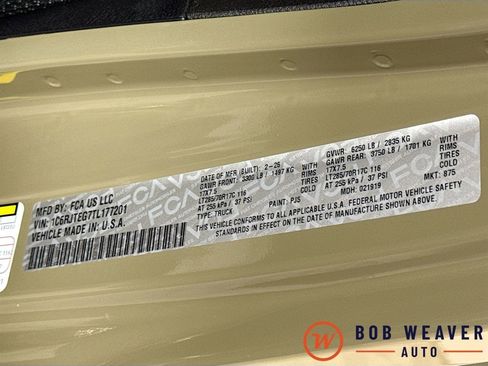 MFD BY: FCA US LLC
VIN: 1C6RJTEG7TL177201
VEHICLE MADE IN U.S.A.
DATE OF MFR (BUILT): 2-26
GAWR FRONT: 3300 LB / 1497 KG WITH
17X7.5 RIMS
LT285/70R17C 116 TIRES
AT 255 kPa / 37 PSI COLD
TYPE: TRUCK
PAINT: PJ5
MDH: 021919
GVWR: 6250 LB / 2835 KG
GAWR REAR: 3750 LB / 1701 KG WITH
17X7.5 RIMS
LT285/70R17C 116 TIRES
AT 255 kPa / 37 PSI COLD
MKT: 875
THIS VEHICLE CONFORMS TO ALL APPLICABLE U.S.A. FEDERAL MOTOR VEHICLE SAFETY
STANDARDS IN EFFECT ON THE DATE OF MANUFACTURE SHOWN ABOVE.
FCA
W
BOB WEAVER
AUTO